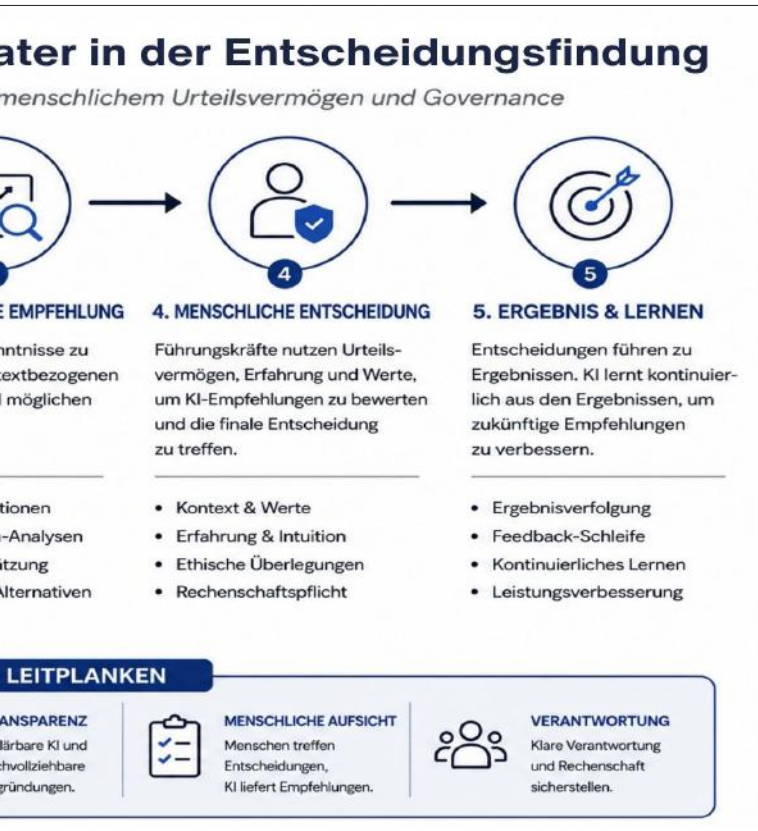 ater in der Entscheidungsfindung
menschlichem Urteilsvermögen und Governance
4
5
E EMPFEHLUNG
nntnisse zu
textbezogenen
möglichen
tionen
-Analysen
ätzung
Alternativen
4. MENSCHLICHE ENTSCHEIDUNG
Führungskräfte nutzen Urteils-
vermögen, Erfahrung und Werte,
um KI-Empfehlungen zu bewerten
und die finale Entscheidung
zu treffen.
• Kontext & Werte
• Erfahrung & Intuition
• Ethische Überlegungen
• Rechenschaftspflicht
5. ERGEBNIS & LERNEN
Entscheidungen führen zu
Ergebnissen. KI lernt kontinuier-
lich aus den Ergebnissen, um
zukünftige Empfehlungen
zu verbessern.
• Ergebnisverfolgung
• Feedback-Schleife
• Kontinuierliches Lernen
• Leistungsverbesserung
LEITPLANKEN
ANSPARENZ
lärbare KI und
chvollziehbare
gründungen.
MENSCHLICHE AUFSICHT
Menschen treffen
Entscheidungen,
KI liefert Empfehlungen.
VERANTWORTUNG
Klare Verantwortung
und Rechenschaft
sicherstellen.